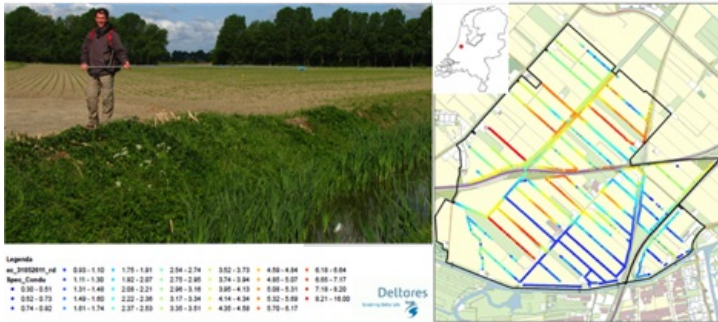 Legenda
ec_31052011_rd
Spec_Condu
0.30 - 0.51
0.52 - 0.73
0.74 - 0.92
0.93 - 1.10
1.11 - 1.30
1.31 - 1.48
1.49 - 1.60
1.61 - 1.74
1.75 - 1.91
1.92 - 2.07
2.08 - 2.21
2.22 - 2.36
2.37 - 2.53
2.54 - 2.74
2.75 - 2.95
2.96 - 3.16
3.17 - 3.34
3.35 - 3.51
3.52 - 3.73
3.74 - 3.94
3.95 - 4.13
4.14 - 4.34
4.35 - 4.58
4.59 - 4.84
4.85 - 5.07
5.08 - 5.31
5.32 - 5.69
5.70 - 6.17
6.18 - 6.64
6.65 - 7.17
7.18 - 8.20
8.21 - 16.00
Deltares
Enabling Delta Life